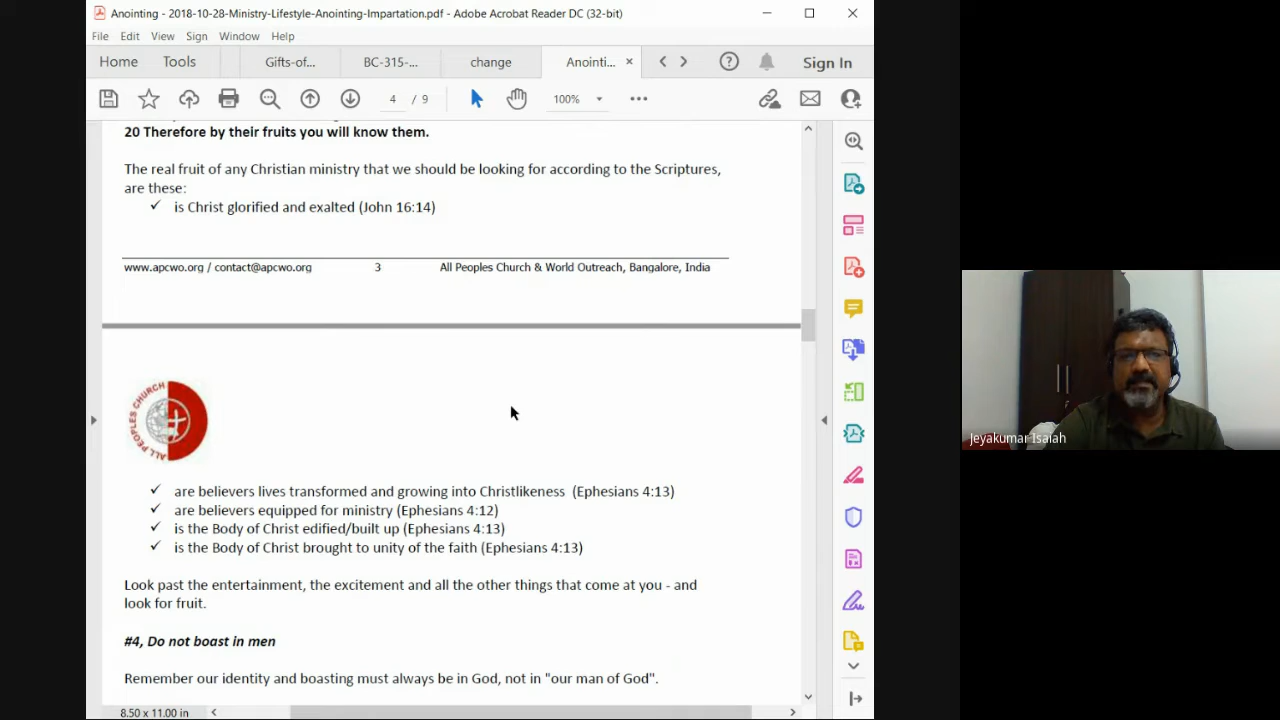 Anointing - 2018-10-28-Ministry-Lifestyle-Anointing-Impartation.pdf - Adobe Acrobat Reader DC (32-bit)
File Edit View Sign Window Help
Home Tools Gifts-of... BC-315-... change Anointi... × Sign In
4 / 9 100%
20 Therefore by their fruits you will know them.
The real fruit of any Christian ministry that we should be looking for according to the Scriptures,
are these:
✓ is Christ glorified and exalted (John 16:14)
www.apcwo.org / contact@apcwo.org 3 All Peoples Church & World Outreach, Bangalore, India
ALL PEOPLES CHURCH
✓ are believers lives transformed and growing into Christlikeness (Ephesians 4:13)
✓ are believers equipped for ministry (Ephesians 4:12)
✓ is the Body of Christ edified/built up (Ephesians 4:13)
✓ is the Body of Christ brought to unity of the faith (Ephesians 4:13)
Look past the entertainment, the excitement and all the other things that come at you - and
look for fruit.
#4, Do not boast in men
Remember our identity and boasting must always be in God, not in "our man of God".
8.50 x 11.00 in
Jeyakumar Isaiah